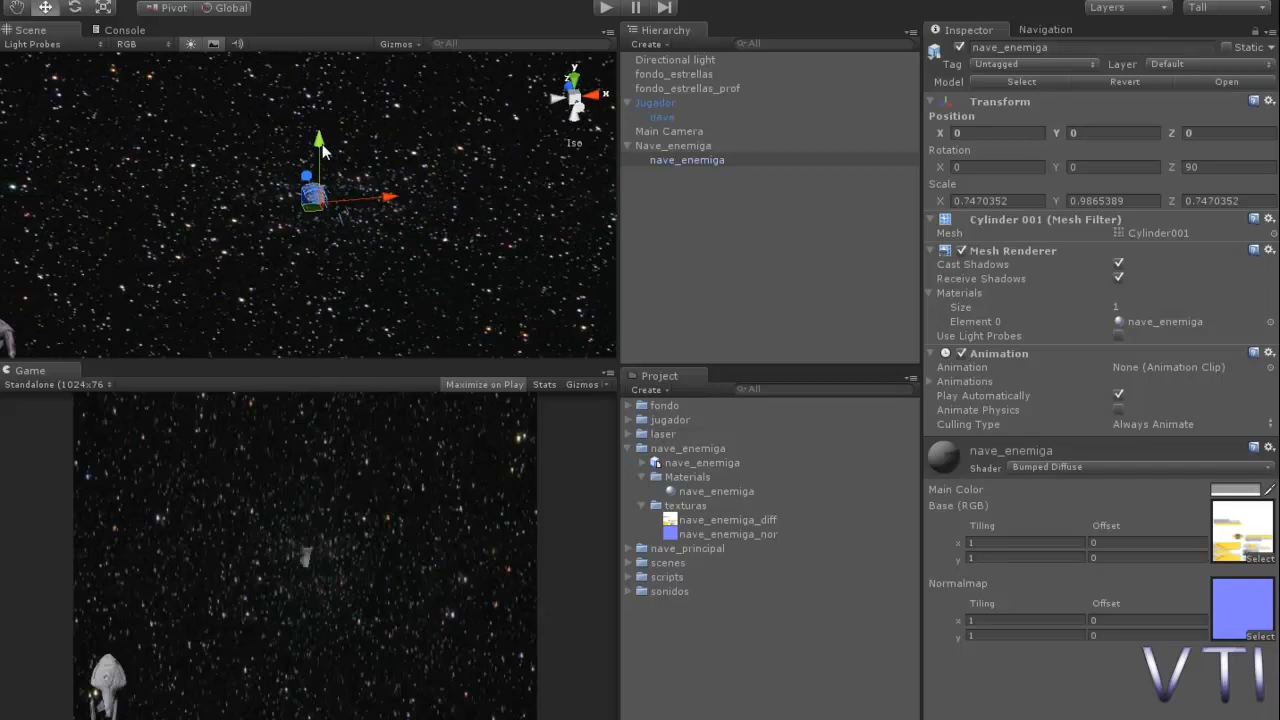 Pivot Global
Layers Tall
Scene Console
Light Probes RGB Gizmos All
y
x
z
Iso
Game
Standalone (1024x76 Maximize on Play Stats Gizmos
Hierarchy
Create All
Directional light
fondo_estrellas
fondo_estrellas_prof
Jugador
nave
Main Camera
Nave_enemiga
nave_enemiga
Project
Create All
fondo
jugador
laser
nave_enemiga
nave_enemiga
Materials
nave_enemiga
texturas
nave_enemiga_diff
nave_enemiga_nor
nave_principal
scenes
scripts
sonidos
Inspector Navigation
nave_enemiga Static
Tag Untagged Layer Default
Model Select Revert Open
Transform
Position
X 0 Y 0 Z 0
Rotation
X 0 Y 0 Z 90
Scale
X 0.7470352 Y 0.9865389 Z 0.7470352
Cylinder 001 (Mesh Filter)
Mesh Cylinder001
Mesh Renderer
Cast Shadows
Receive Shadows
Materials
Size 1
Element 0 nave_enemiga
Use Light Probes
Animation
Animation None (Animation Clip)
Animations
Play Automatically
Animate Physics
Culling Type Always Animate
nave_enemiga
Shader Bumped Diffuse
Main Color
Base (RGB)
Tiling Offset
x 1 0
y 1 0
Select
Normalmap
Tiling Offset
x 1 0
y 1 0
Select
VTI